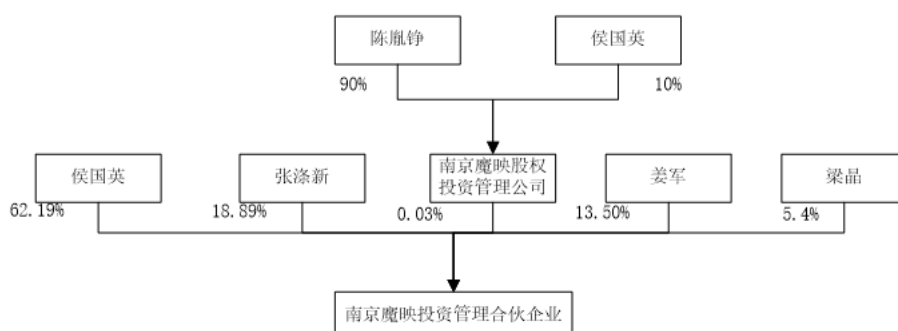 陈胤铮
侯国英
90%
10%
侯国英
张涤新
南京魔映股权
投资管理公司
姜军
梁晶
62.19%
18.89%
0.03%
13.50%
5.4%
南京魔映投资管理合伙企业